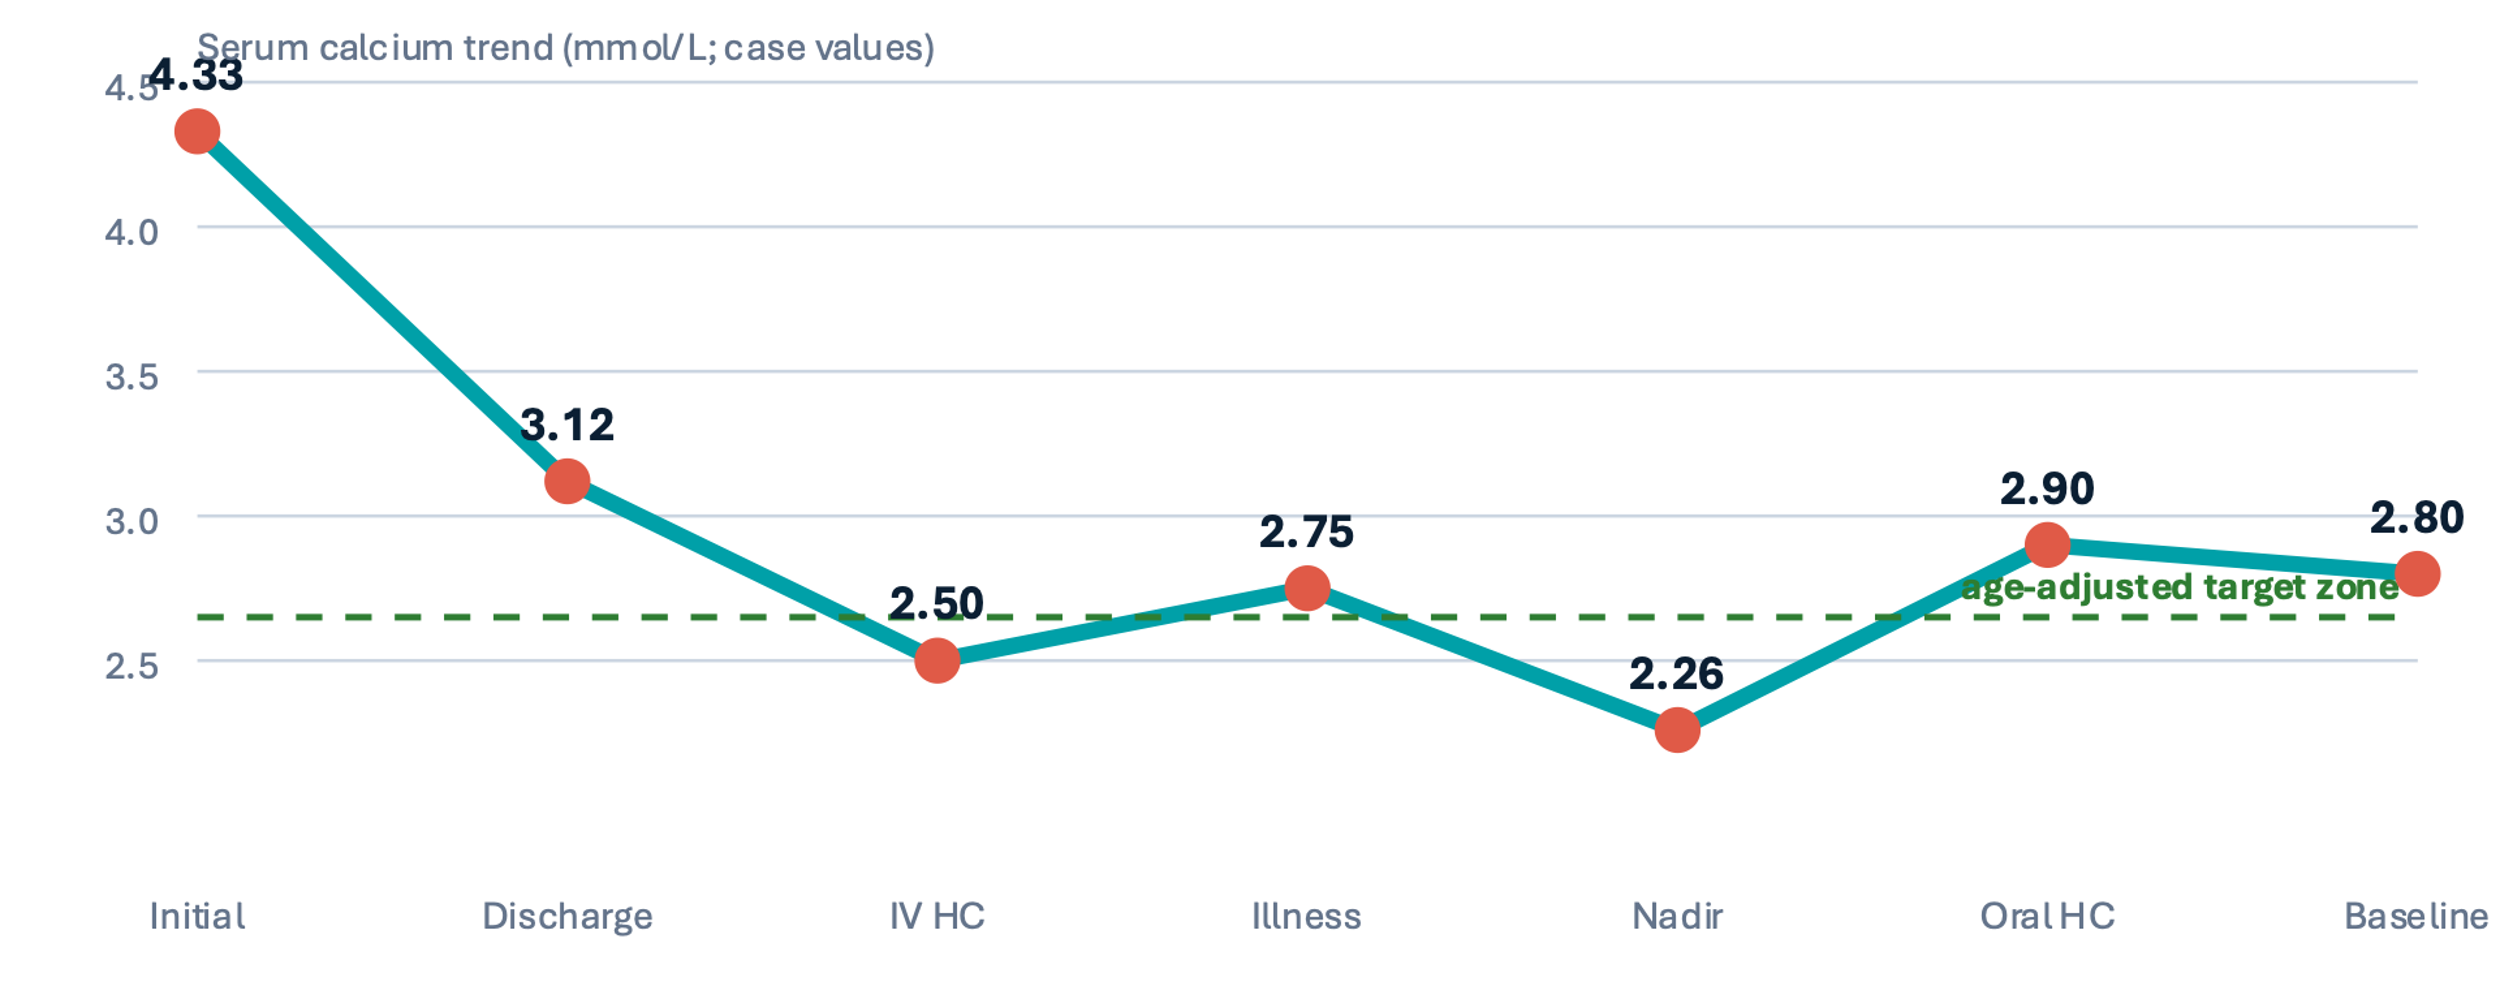 Serum calcium trend (mmol/L; case values)
4.5
4.33
4.0
3.5
3.12
3.0
2.90
2.80
2.75
age-adjusted target zone
2.50
2.5
2.26
Initial
Discharge
IV HC
Illness
Nadir
Oral HC
Baseline